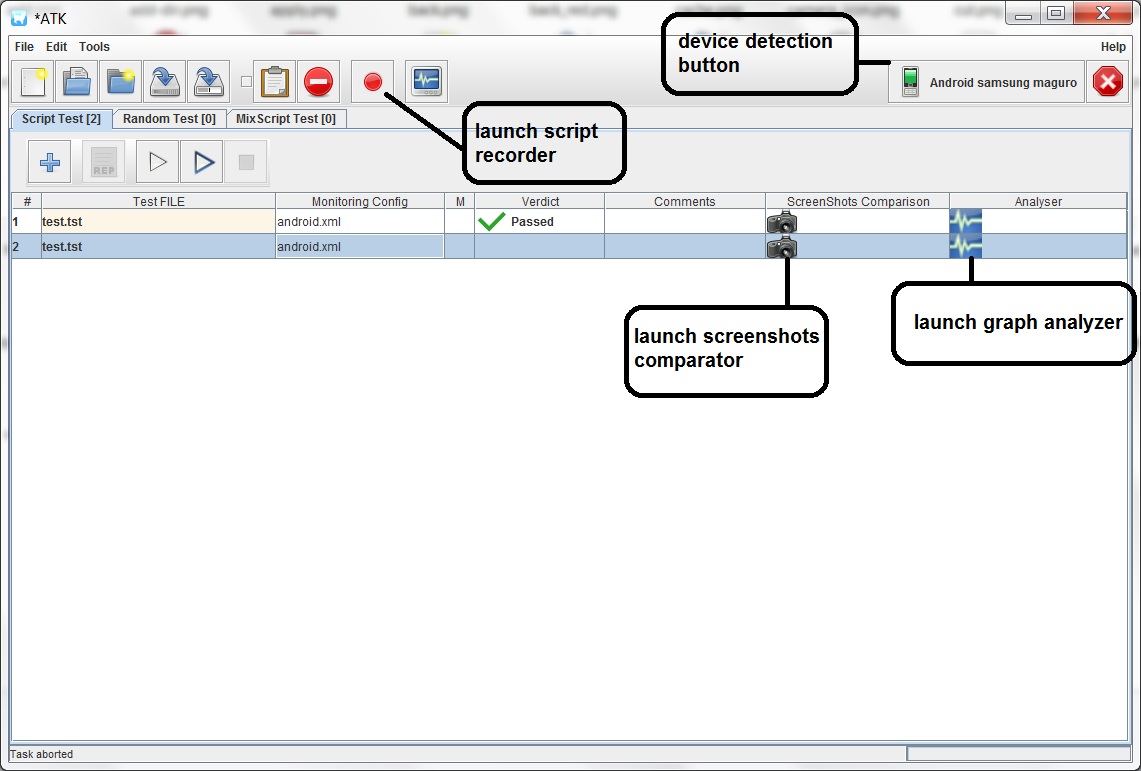 *ATK
File Edit Tools
Help
device detection
button
Android samsung maguro
launch script
recorder
Script Test [2] Random Test [0] MixScript Test [0]
REP
# Test FILE Monitoring Config M Verdict Comments ScreenShots Comparison Analyser
1 test.tst android.xml Passed
2 test.tst android.xml
launch screenshots
comparator
launch graph analyzer
Task aborted